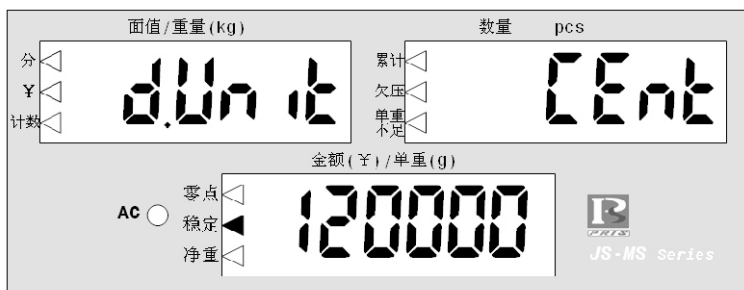 面值/重量(kg)
数量 pcs
分
¥
计数
d.Unit
累计
欠压
单重
不足
CEnt
金额(¥)/单重(g)
AC
零点
稳定
净重
120000
PRIS
JS-MS Series